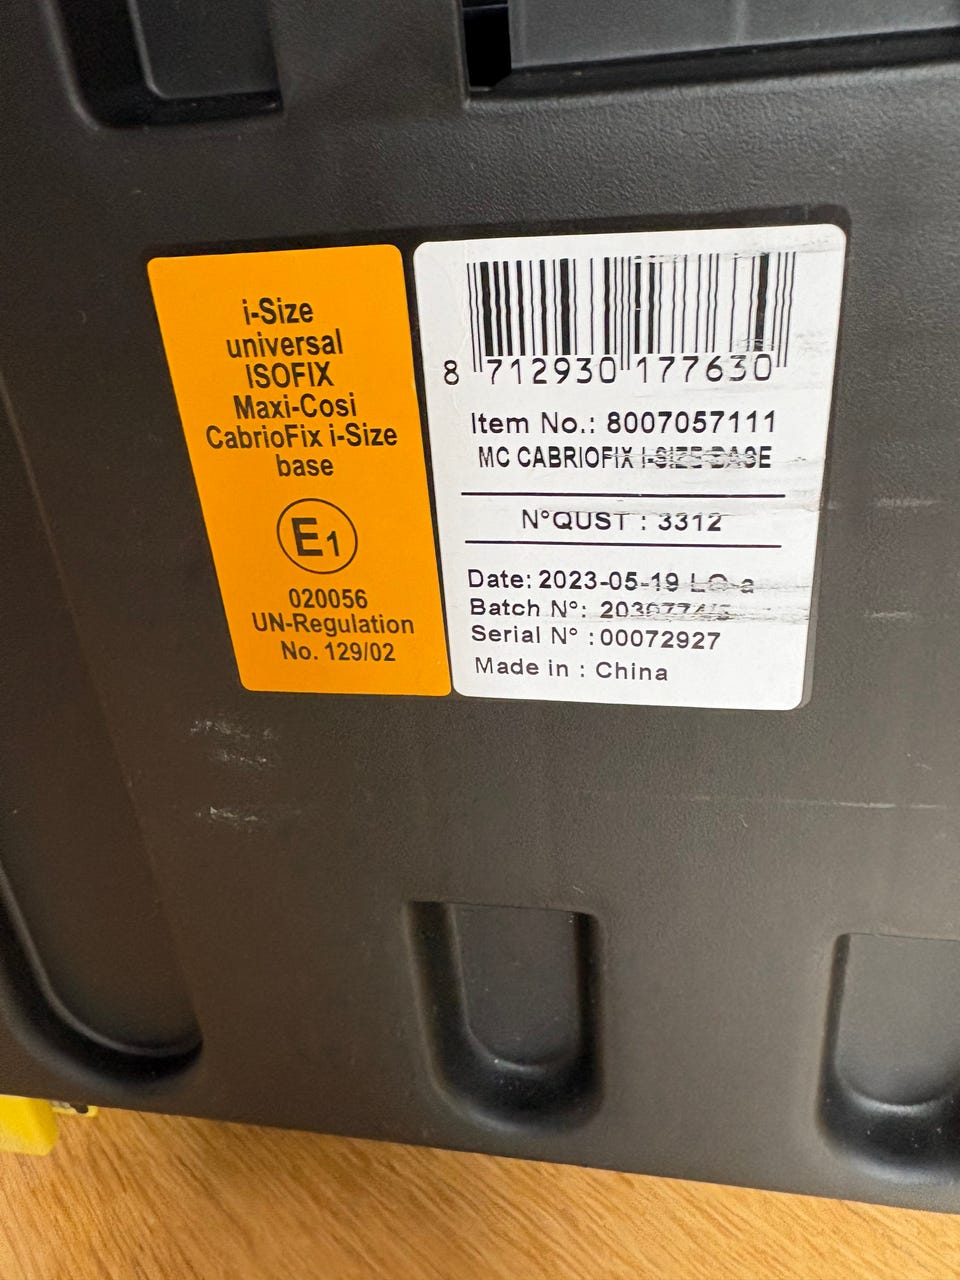 i-Size
universal
ISOFIX
Maxi-Cosi
CabrioFix i-Size
base
E1
020056
UN-Regulation
No. 129/02
8 712930 177630
Item No.: 8007057111
MC CABRIOFIX I-SIZE BASE
N°QUST : 3312
Date: 2023-05-19
Batch N°:
Serial N° :00072927
Made in : China